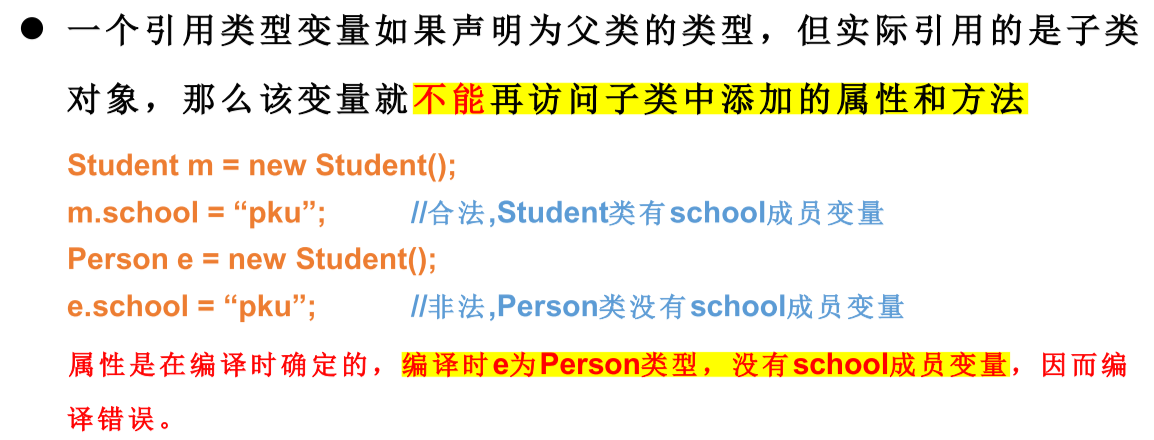 ● 一个引用类型变量如果声明为父类的类型，但实际引用的是子类
对象，那么该变量就不能再访问子类中添加的属性和方法
Student m = new Student();
m.school = “pku”; //合法,Student类有school成员变量
Person e = new Student();
e.school = “pku”; //非法,Person类没有school成员变量
属性是在编译时确定的，编译时e为Person类型，没有school成员变量，因而编
译错误。